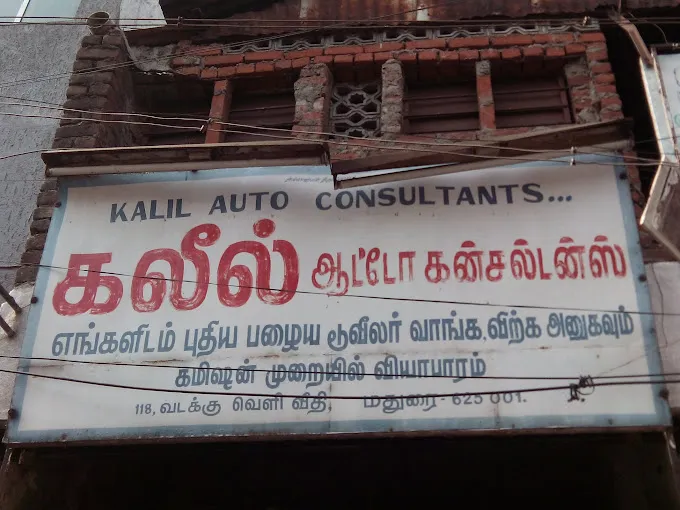 KALIL AUTO CONSULTANTS...
கலீல் ஆட்டோ கன்சல்டன்ஸ்
எங்களிடம் புதிய பழைய டூவீலர் வாங்க, விற்க அனுகவும்
கமிஷன் முறையில் வியாபாரம்
118, வடக்கு வெளி வீதி, மதுரை- 625 001.